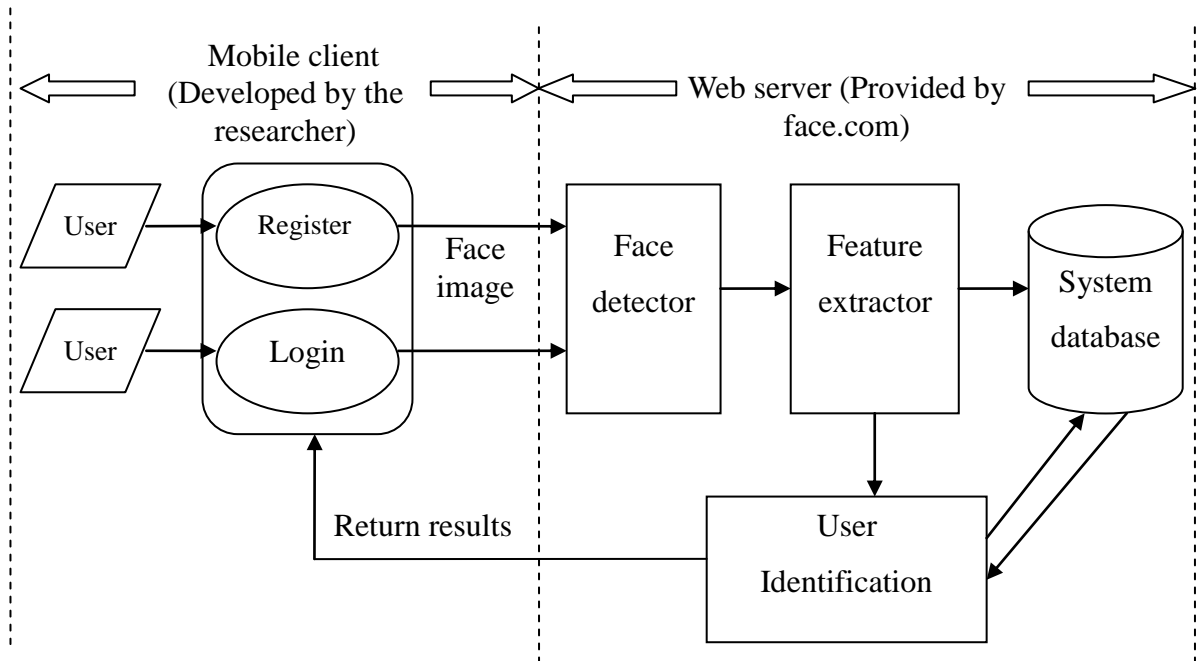 Mobile client
(Developed by the
researcher)
Web server (Provided by
face.com)
User
Register
Face
image
Face
detector
Feature
extractor
System
database
User
Login
Return results
User
Identification